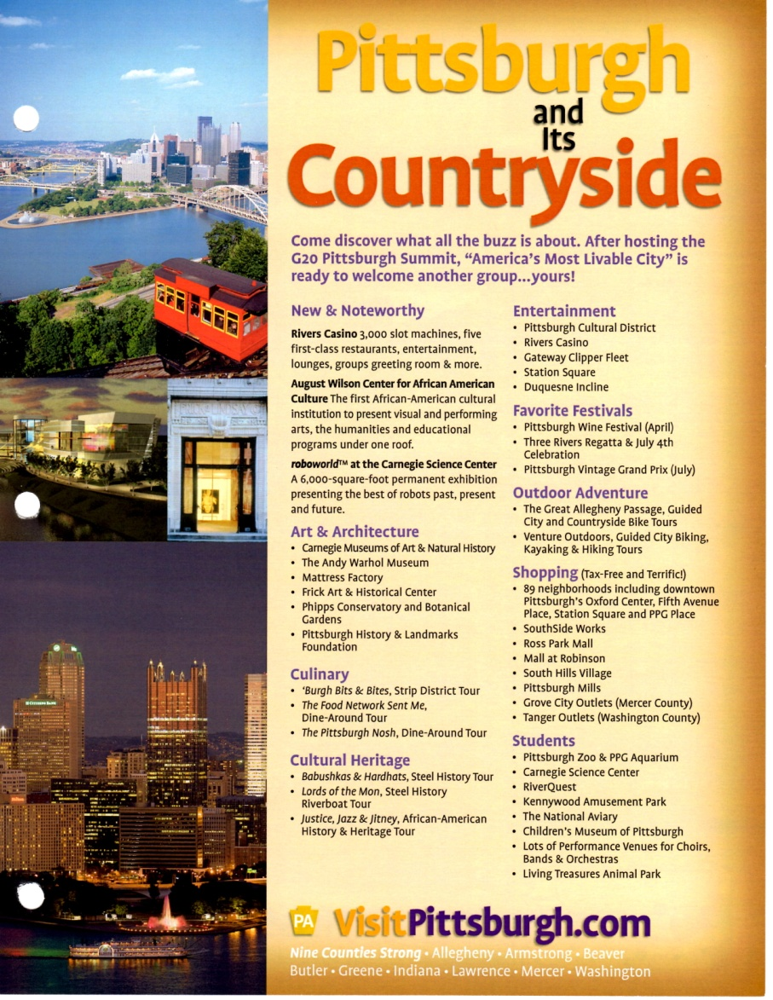 Pittsburgh
and
Its
Countryside
Come discover what all the buzz is about. After hosting the
G20 Pittsburgh Summit, “America’s Most Livable City” is
ready to welcome another group...yours!
New & Noteworthy
Rivers Casino 3,000 slot machines, five
first-class restaurants, entertainment,
lounges, groups greeting room & more.
August Wilson Center for African American
Culture The first African-American cultural
institution to present visual and performing
arts, the humanities and educational
programs under one roof.
roboworld™ at the Carnegie Science Center
A 6,000-square-foot permanent exhibition
presenting the best of robots past, present
and future.
Art & Architecture
• Carnegie Museums of Art & Natural History
• The Andy Warhol Museum
• Mattress Factory
• Frick Art & Historical Center
• Phipps Conservatory and Botanical
Gardens
• Pittsburgh History & Landmarks
Foundation
Culinary
• ‘Burgh Bits & Bites, Strip District Tour
• The Food Network Sent Me,
Dine-Around Tour
• The Pittsburgh Nosh, Dine-Around Tour
Cultural Heritage
• Babushkas & Hardhats, Steel History Tour
• Lords of the Mon, Steel History
Riverboat Tour
• Justice, Jazz & Jitney, African-American
History & Heritage Tour
Entertainment
• Pittsburgh Cultural District
• Rivers Casino
• Gateway Clipper Fleet
• Station Square
• Duquesne Incline
Favorite Festivals
• Pittsburgh Wine Festival (April)
• Three Rivers Regatta & July 4th
Celebration
• Pittsburgh Vintage Grand Prix (July)
Outdoor Adventure
• The Great Allegheny Passage, Guided
City and Countryside Bike Tours
• Venture Outdoors, Guided City Biking,
Kayaking & Hiking Tours
Shopping (Tax-Free and Terrific!)
• 89 neighborhoods including downtown
Pittsburgh’s Oxford Center, Fifth Avenue
Place, Station Square and PPG Place
• SouthSide Works
• Ross Park Mall
• Mall at Robinson
• South Hills Village
• Pittsburgh Mills
• Grove City Outlets (Mercer County)
• Tanger Outlets (Washington County)
Students
• Pittsburgh Zoo & PPG Aquarium
• Carnegie Science Center
• RiverQuest
• Kennywood Amusement Park
• The National Aviary
• Children’s Museum of Pittsburgh
• Lots of Performance Venues for Choirs,
Bands & Orchestras
• Living Treasures Animal Park
PA VisitPittsburgh.com
Nine Counties Strong • Allegheny • Armstrong • Beaver
Butler • Greene • Indiana • Lawrence • Mercer • Washington
CITIZENS BANK